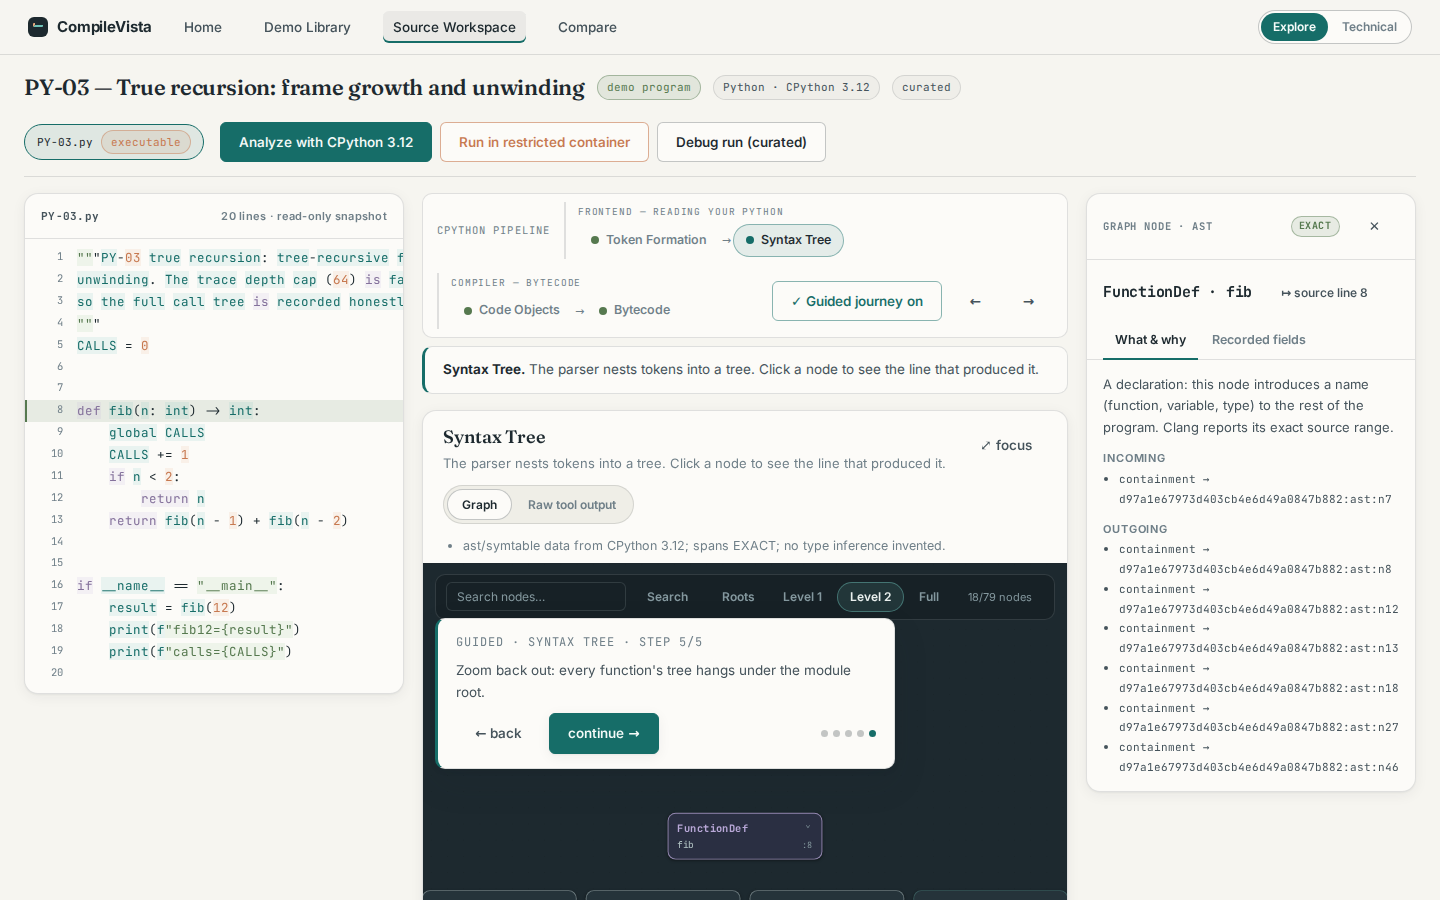 CompileVista
Home
Demo Library
Source Workspace
Compare
Explore
Technical
PY-03 — True recursion: frame growth and unwinding
demo program
Python · CPython 3.12
curated
PY-03.py
executable
Analyze with CPython 3.12
Run in restricted container
Debug run (curated)
PY-03.py
20 lines · read-only snapshot
1 """PY-03 true recursion: tree-recursive f
2 unwinding. The trace depth cap (64) is fa
3 so the full call tree is recorded honestl
4 """
5 CALLS = 0
6
7
8 def fib(n: int) -> int:
9 global CALLS
10 CALLS += 1
11 if n < 2:
12 return n
13 return fib(n - 1) + fib(n - 2)
14
15
16 if __name__ == "__main__":
17 result = fib(12)
18 print(f"fib12={result}")
19 print(f"calls={CALLS}")
20
CPYTHON PIPELINE
FRONTEND — READING YOUR PYTHON
Token Formation → Syntax Tree
COMPILER — BYTECODE
Code Objects → Bytecode
✓ Guided journey on
← →
Syntax Tree. The parser nests tokens into a tree. Click a node to see the line that produced it.
Syntax Tree
⤢ focus
The parser nests tokens into a tree. Click a node to see the line that produced it.
Graph
Raw tool output
• ast/symtable data from CPython 3.12; spans EXACT; no type inference invented.
Search nodes...
Search
Roots
Level 1
Level 2
Full
18/79 nodes
GUIDED · SYNTAX TREE · STEP 5/5
Zoom back out: every function's tree hangs under the module
root.
← back
continue →
FunctionDef
fib :8
GRAPH NODE · AST
EXACT
✕
FunctionDef · fib
↦ source line 8
What & why
Recorded fields
A declaration: this node introduces a name
(function, variable, type) to the rest of the
program. Clang reports its exact source range.
INCOMING
• containment →
d97a1e67973d403cb4e6d49a0847b882:ast:n7
OUTGOING
• containment →
d97a1e67973d403cb4e6d49a0847b882:ast:n8
• containment →
d97a1e67973d403cb4e6d49a0847b882:ast:n12
• containment →
d97a1e67973d403cb4e6d49a0847b882:ast:n13
• containment →
d97a1e67973d403cb4e6d49a0847b882:ast:n18
• containment →
d97a1e67973d403cb4e6d49a0847b882:ast:n27
• containment →
d97a1e67973d403cb4e6d49a0847b882:ast:n46